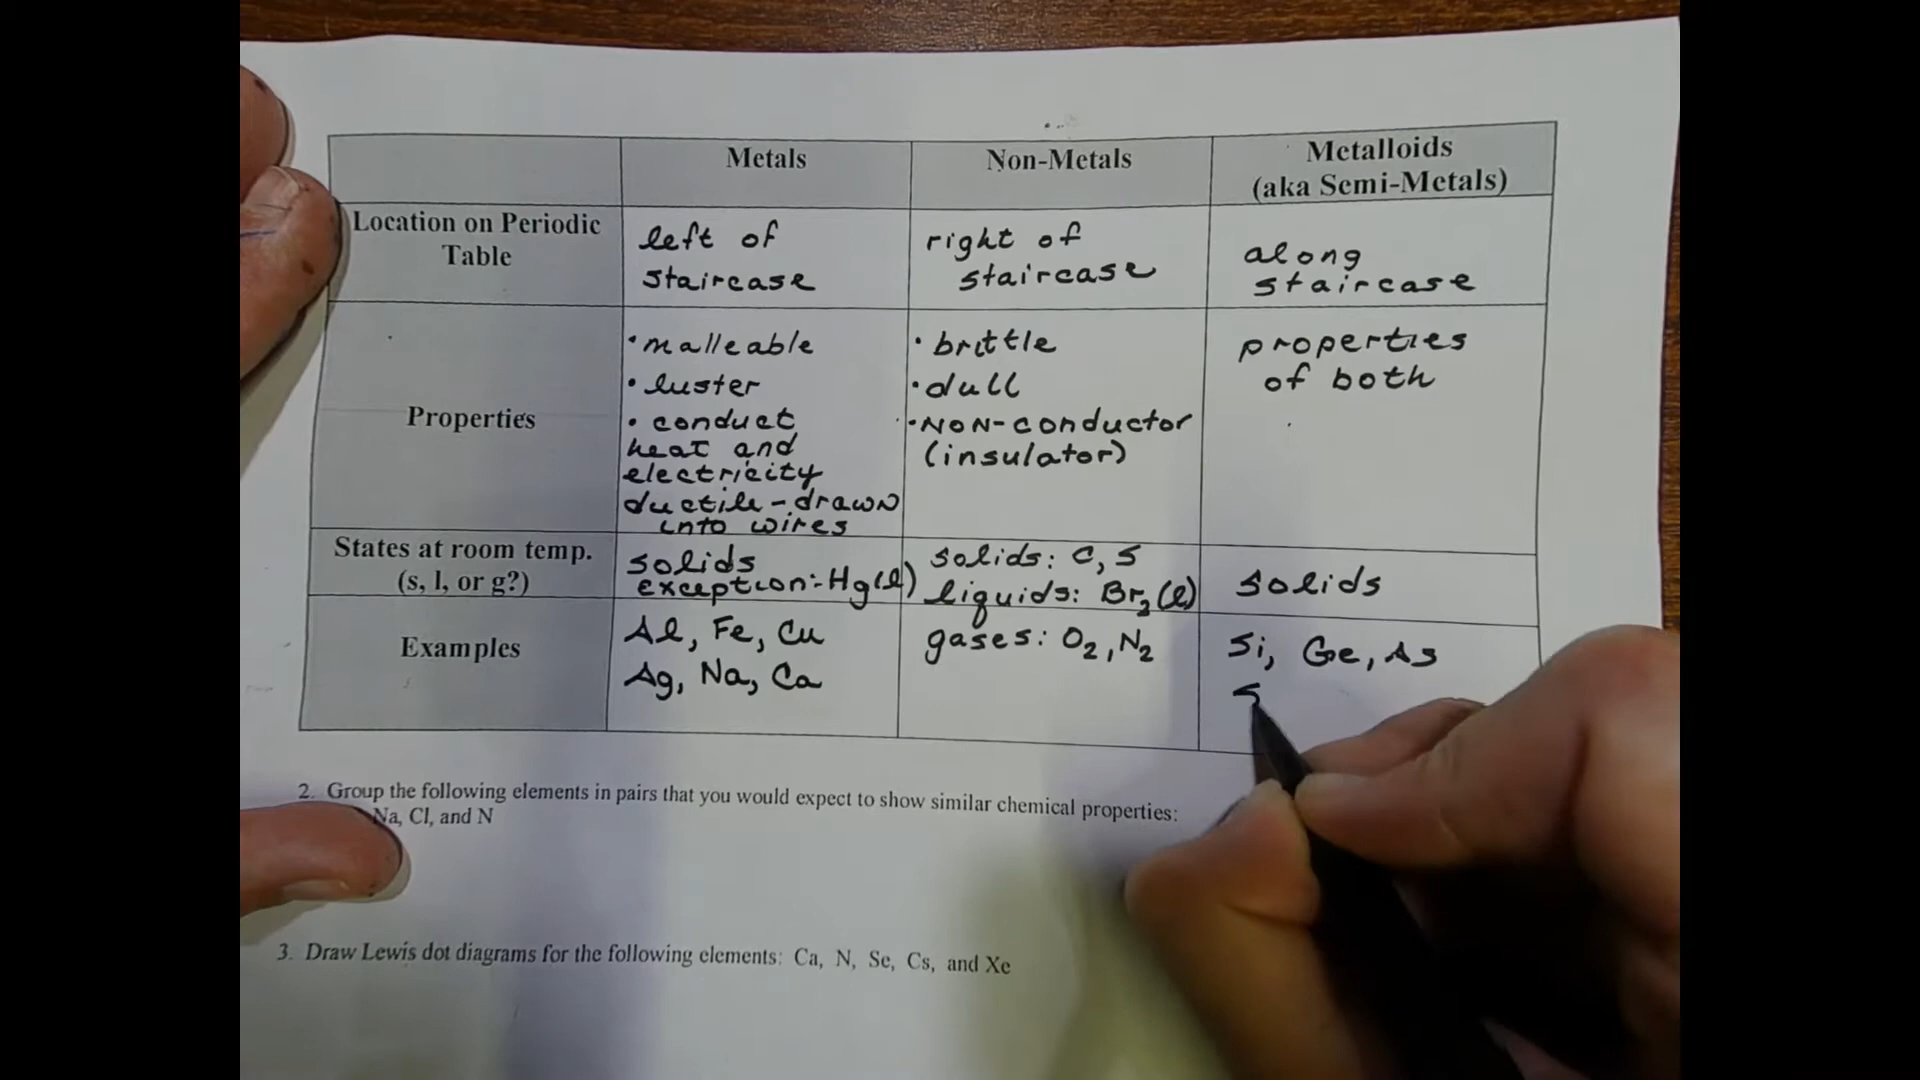 Metals
Non-Metals
Metalloids
(aka Semi-Metals)
Location on Periodic
Table
left of
staircase
right of
staircase
along
staircase
Properties
•malleable
•luster
•conduct
heat and
electricity
ductile-drawn
into wires
•brittle
•dull
•NON-conductor
(insulator)
properties
of both
States at room temp.
(s, l, or g?)
solids
exception:-Hg(l)
solids: C, S
liquids: Br2(l)
solids
Examples
Al, Fe, Cu
Ag, Na, Ca
gases: O2, N2
Si, Ge, As
S
2. Group the following elements in pairs that you would expect to show similar chemical properties:
Na, Cl, and N
3. Draw Lewis dot diagrams for the following elements: Ca, N, Se, Cs, and Xe